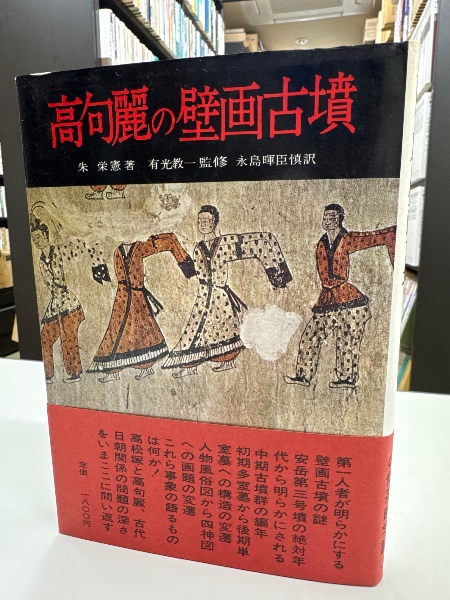 高句麗の壁画古墳
朱 栄憲著 有光教一監修 永島暉臣慎訳
第一人者が明らかにする
壁画古墳の謎
安岳第三号墳の絶対年
代から明らかにされる
中期古墳群の編年
初期多室墓から後期単
室墓への構造の変遷
人物風俗図から四神図
への画題の変遷
これら事象の語るもの
は何か！
高松塚と高句麗、古代
日朝関係の問題の深さ
をいまここに問い返す
定価 一八〇〇円